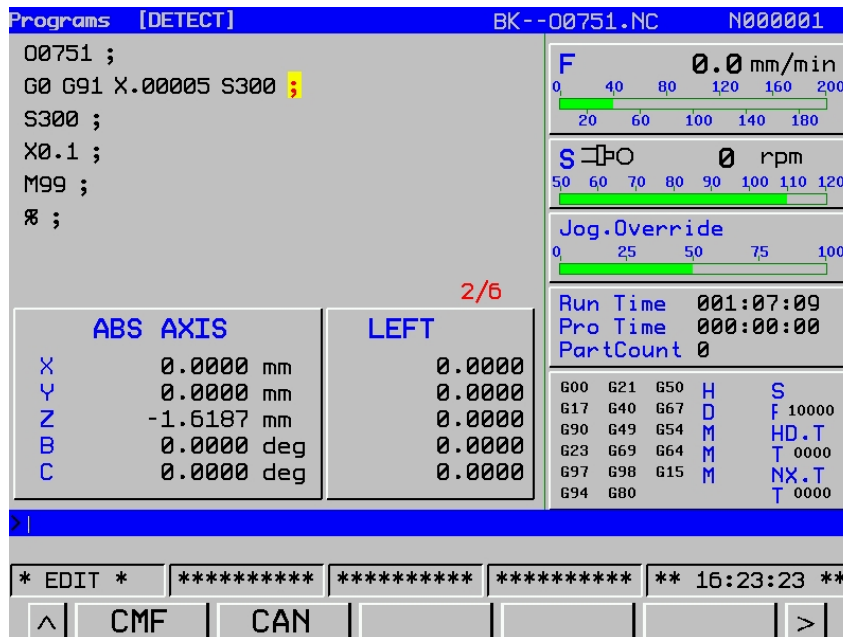 Programs [DETECT] BK--O0751.NC N000001
O0751 ;
G0 G91 X.00005 S300 ;
S300 ;
X0.1 ;
M99 ;
% ;
2/6
F 0.0 mm/min
0 40 80 120 160 200
20 60 100 140 180
S 0 rpm
50 60 70 80 90 100 110 120
Jog.Override
0 25 50 75 100
Run Time 001:07:09
Pro Time 000:00:00
PartCount 0
ABS AXIS LEFT
X 0.0000 mm 0.0000
Y 0.0000 mm 0.0000
Z -1.6187 mm 0.0000
B 0.0000 deg 0.0000
C 0.0000 deg 0.0000
G00 G21 G50 H S
G17 G40 G67 D F 10000
G90 G49 G54 M HD.T
G23 G69 G64 M T 0000
G97 G98 G15 M NX.T
G94 G80 T 0000
>
* EDIT * ********** ********** ********** ** 16:23:23 **
^ CMF CAN >